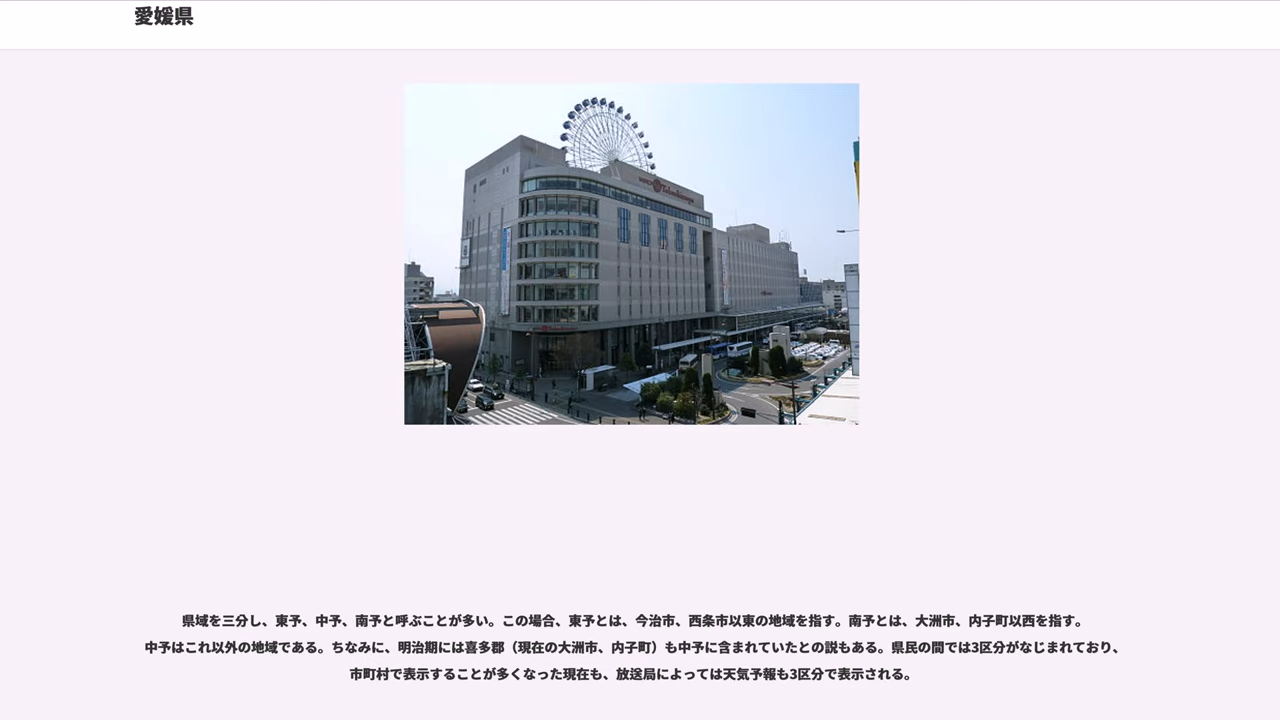 愛媛県
Takashimaya
県域を三分し、東予、中予、南予と呼ぶことが多い。この場合、東予とは、今治市、西条市以東の地域を指す。南予とは、大洲市、内子町以西を指す。
中予はこれ以外の地域である。ちなみに、明治期には喜多郡（現在の大洲市、内子町）も中予に含まれていたとの説もある。県民の間では3区分がなじまれており、
市町村で表示することが多くなった現在も、放送局によっては天気予報も3区分で表示される。